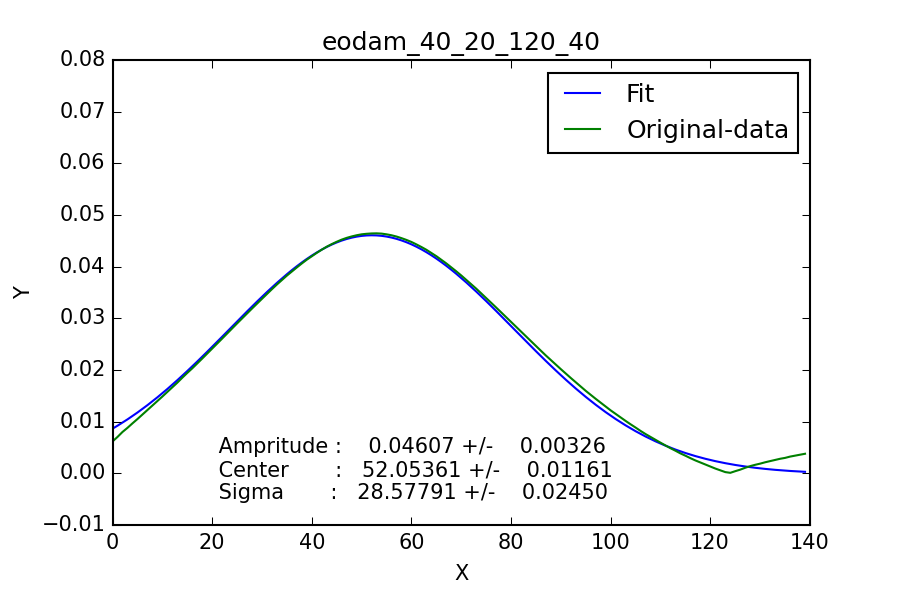 eodam_40_20_120_40
0.08
0.07
0.06
0.05
0.04
0.03
0.02
0.01
0.00
−0.01
Y
Fit
Original-data
Ampritude : 0.04607 +/- 0.00326
Center : 52.05361 +/- 0.01161
Sigma : 28.57791 +/- 0.02450
0 20 40 60 80 100 120 140
X